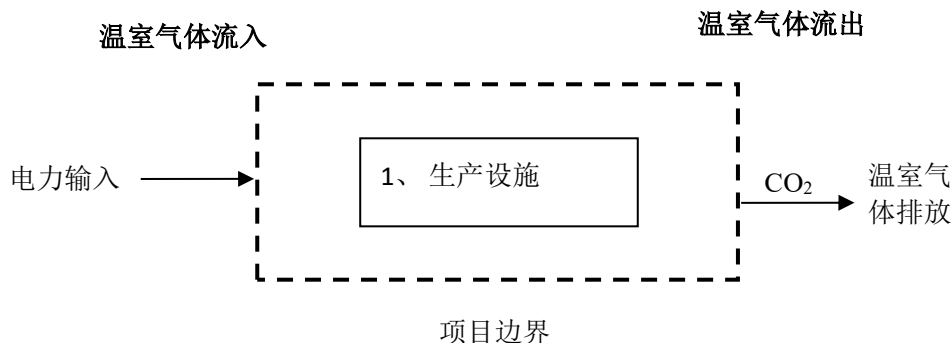 温室气体流入
温室气体流出
电力输入
1、 生产设施
CO₂
温室气
体排放
项目边界